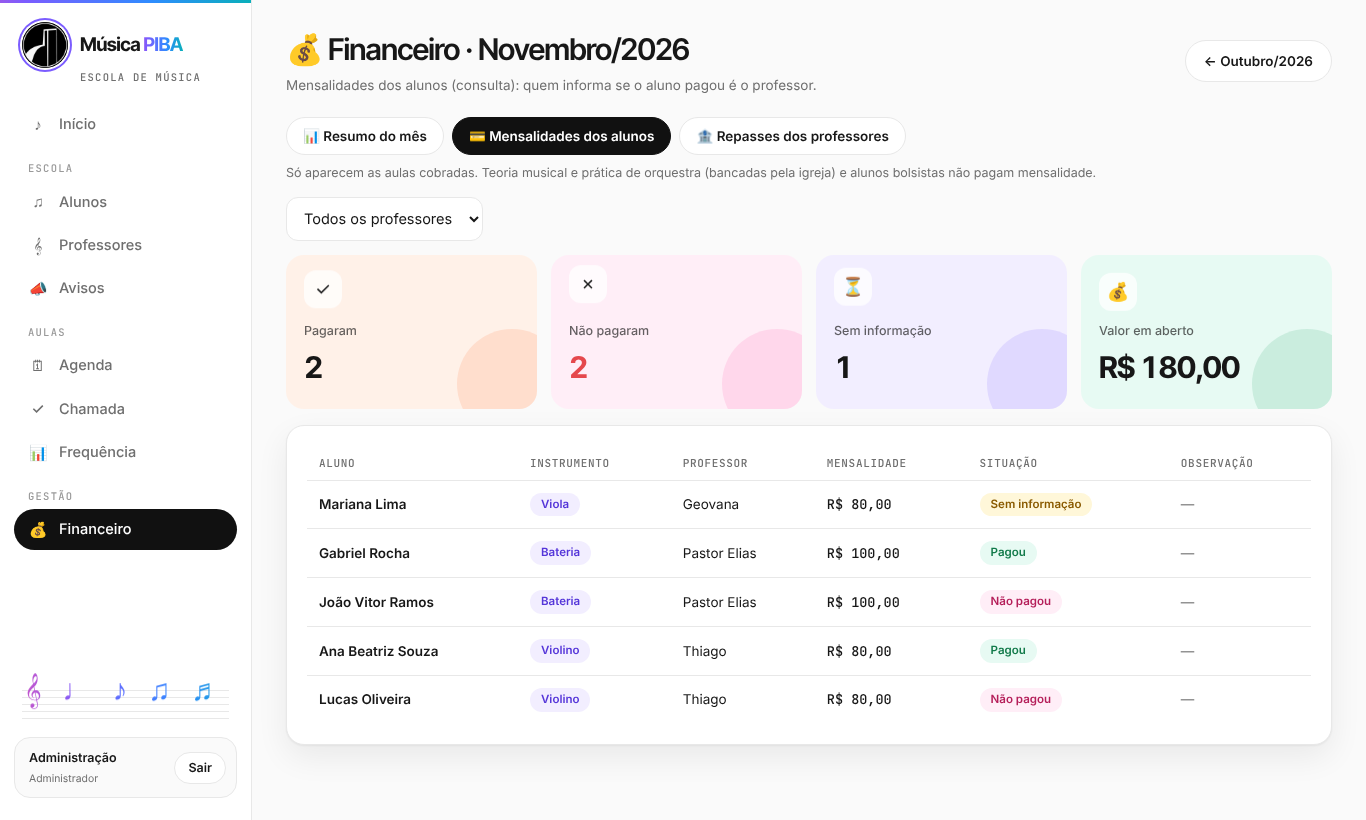 Música PIBA
ESCOLA DE MÚSICA
Início
ESCOLA
Alunos
Professores
Avisos
AULAS
Agenda
Chamada
Frequência
GESTÃO
Financeiro
Administração
Administrador
Sair
Financeiro · Novembro/2026
← Outubro/2026
Mensalidades dos alunos (consulta): quem informa se o aluno pagou é o professor.
Resumo do mês
Mensalidades dos alunos
Repasses dos professores
Só aparecem as aulas cobradas. Teoria musical e prática de orquestra (bancadas pela igreja) e alunos bolsistas não pagam mensalidade.
Todos os professores
Pagaram
2
Não pagaram
2
Sem informação
1
Valor em aberto
R$ 180,00
ALUNO INSTRUMENTO PROFESSOR MENSALIDADE SITUAÇÃO OBSERVAÇÃO
Mariana Lima Viola Geovana R$ 80,00 Sem informação —
Gabriel Rocha Bateria Pastor Elias R$ 100,00 Pagou —
João Vitor Ramos Bateria Pastor Elias R$ 100,00 Não pagou —
Ana Beatriz Souza Violino Thiago R$ 80,00 Pagou —
Lucas Oliveira Violino Thiago R$ 80,00 Não pagou —